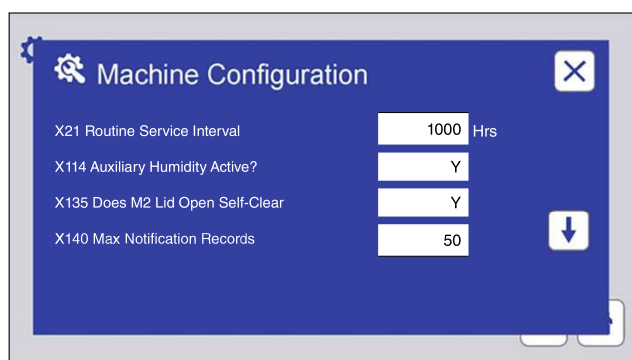 Machine Configuration
X21 Routine Service Interval 1000 Hrs
X114 Auxiliary Humidity Active? Y
X135 Does M2 Lid Open Self-Clear Y
X140 Max Notification Records 50